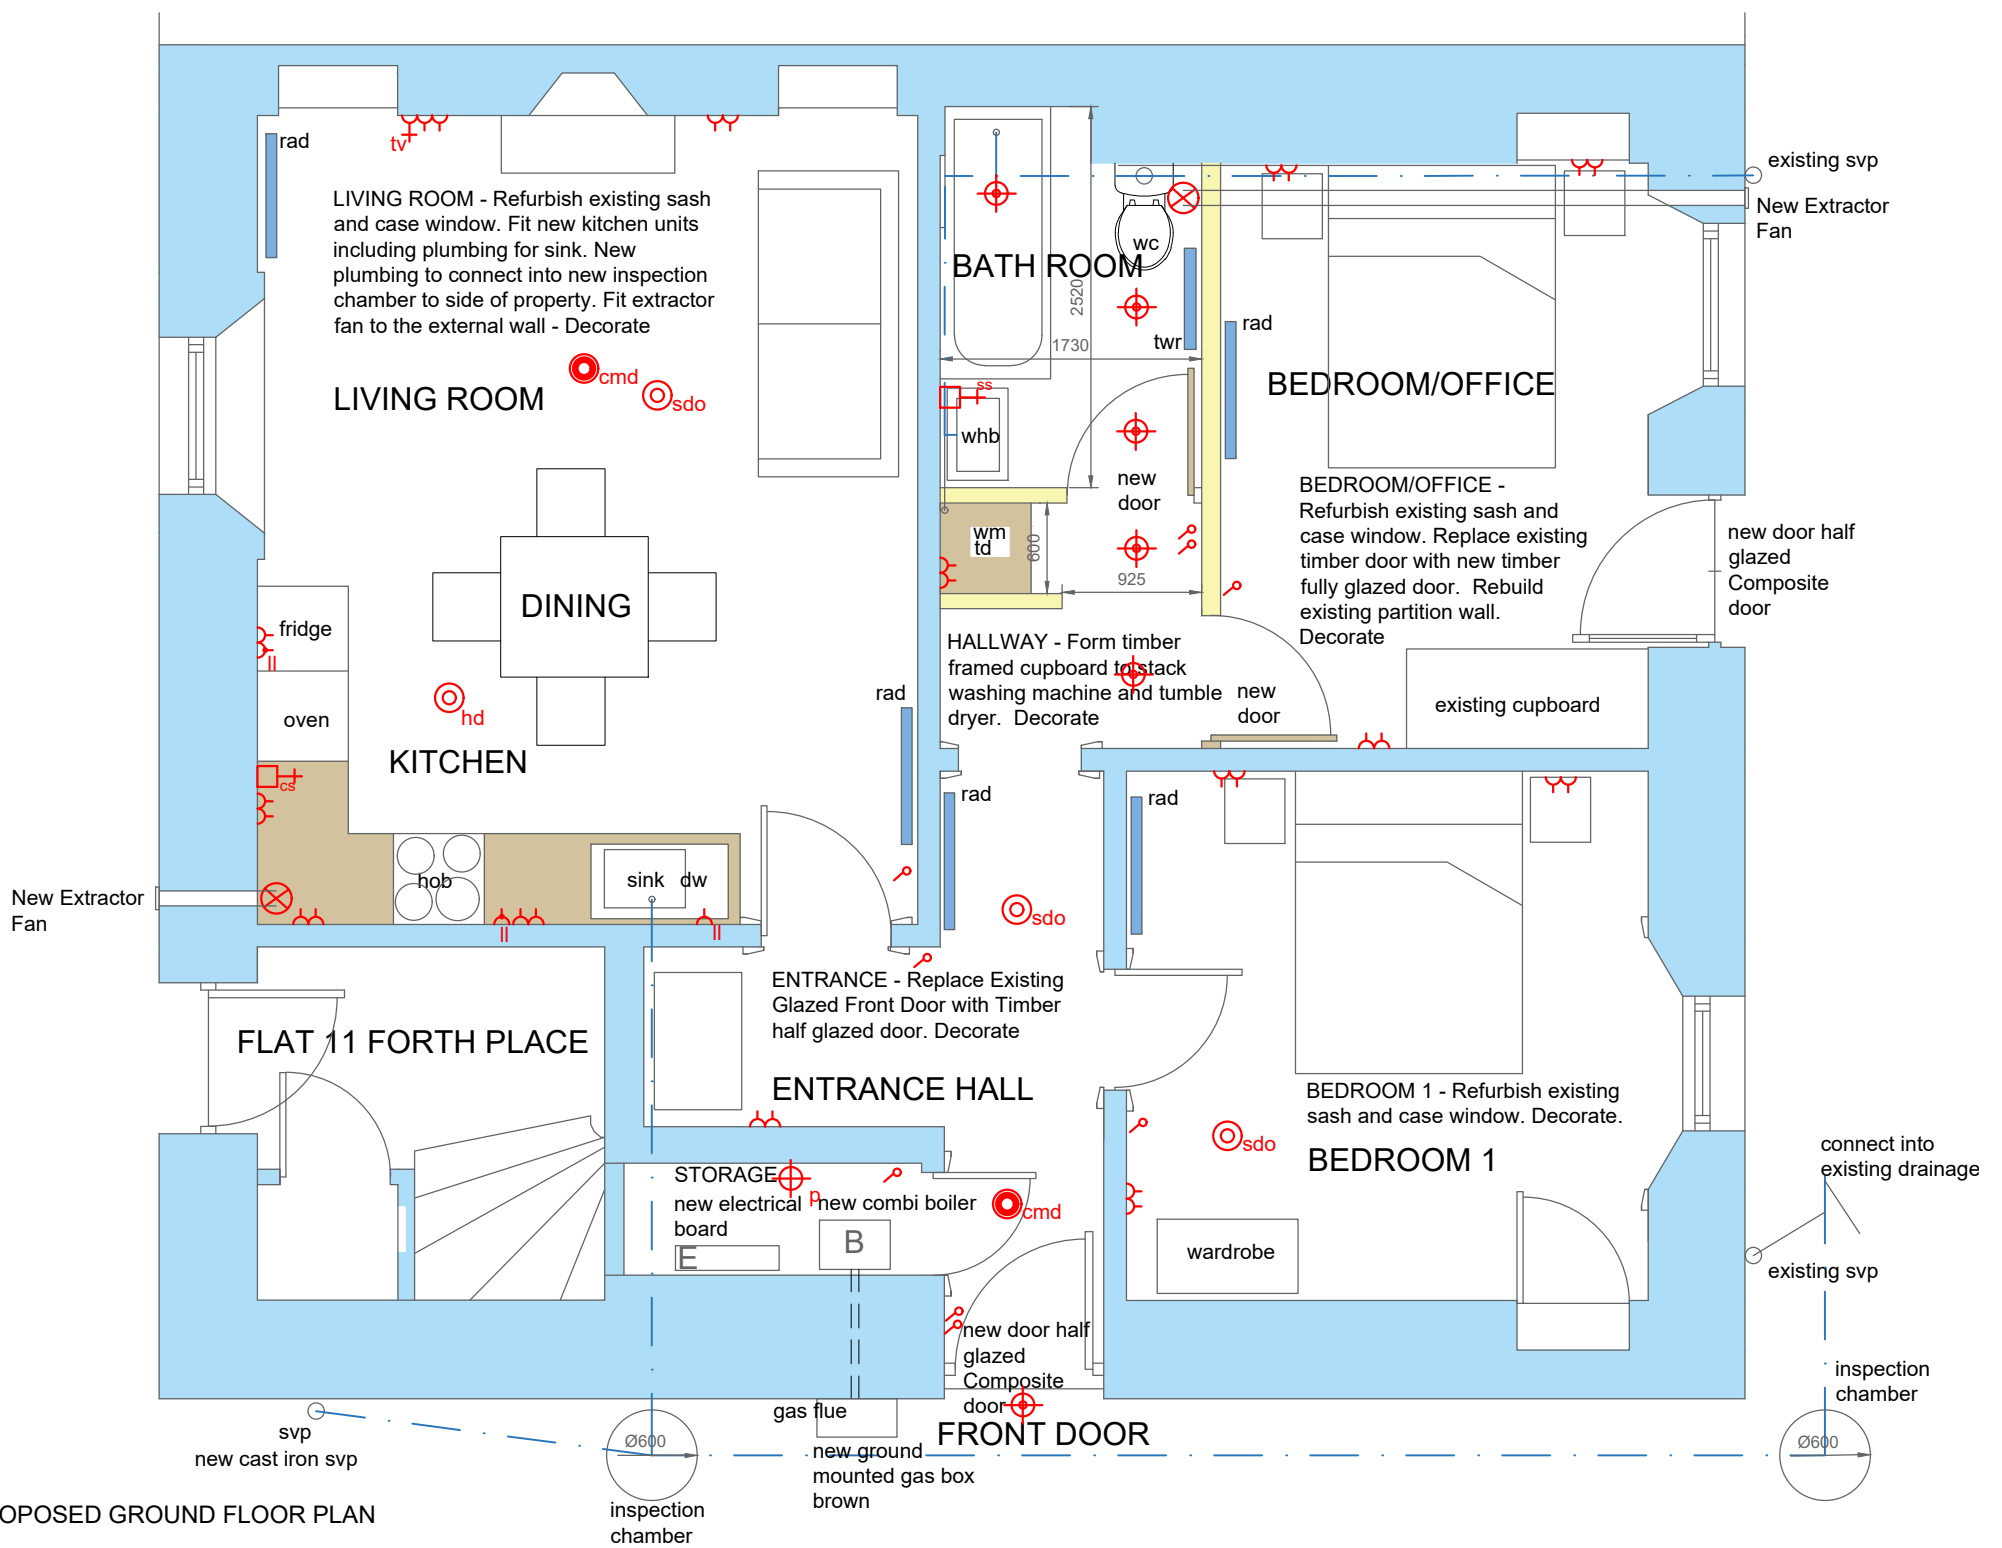 rad
tv
LIVING ROOM - Refurbish existing sash
and case window. Fit new kitchen units
including plumbing for sink. New
plumbing to connect into new inspection
chamber to side of property. Fit extractor
fan to the external wall - Decorate
cmd
sdo
LIVING ROOM
DINING
fridge
oven
hd
KITCHEN
cs
hob
sink
dw
rad
New Extractor
Fan
BATH ROOM
wc
2520
1730
twr
ss
whb
new
door
wm
td
600
925
existing svp
New Extractor
Fan
rad
BEDROOM/OFFICE
BEDROOM/OFFICE -
Refurbish existing sash and
case window. Replace existing
timber door with new timber
fully glazed door. Rebuild
existing partition wall.
Decorate
new door half
glazed
Composite
door
HALLWAY - Form timber
framed cupboard to stack
washing machine and tumble
dryer. Decorate
new
door
existing cupboard
rad
rad
sdo
ENTRANCE - Replace Existing
Glazed Front Door with Timber
half glazed door. Decorate
ENTRANCE HALL
FLAT 11 FORTH PLACE
BEDROOM 1 - Refurbish existing
sash and case window. Decorate.
sdo
BEDROOM 1
wardrobe
connect into
existing drainage
existing svp
inspection
chamber
Ø600
STORAGE
p
new electrical
board
E
new combi boiler
B
cmd
new door half
glazed
Composite
door
FRONT DOOR
gas flue
new ground
mounted gas box
brown
svp
new cast iron svp
Ø600
inspection
chamber
OPOSED GROUND FLOOR PLAN